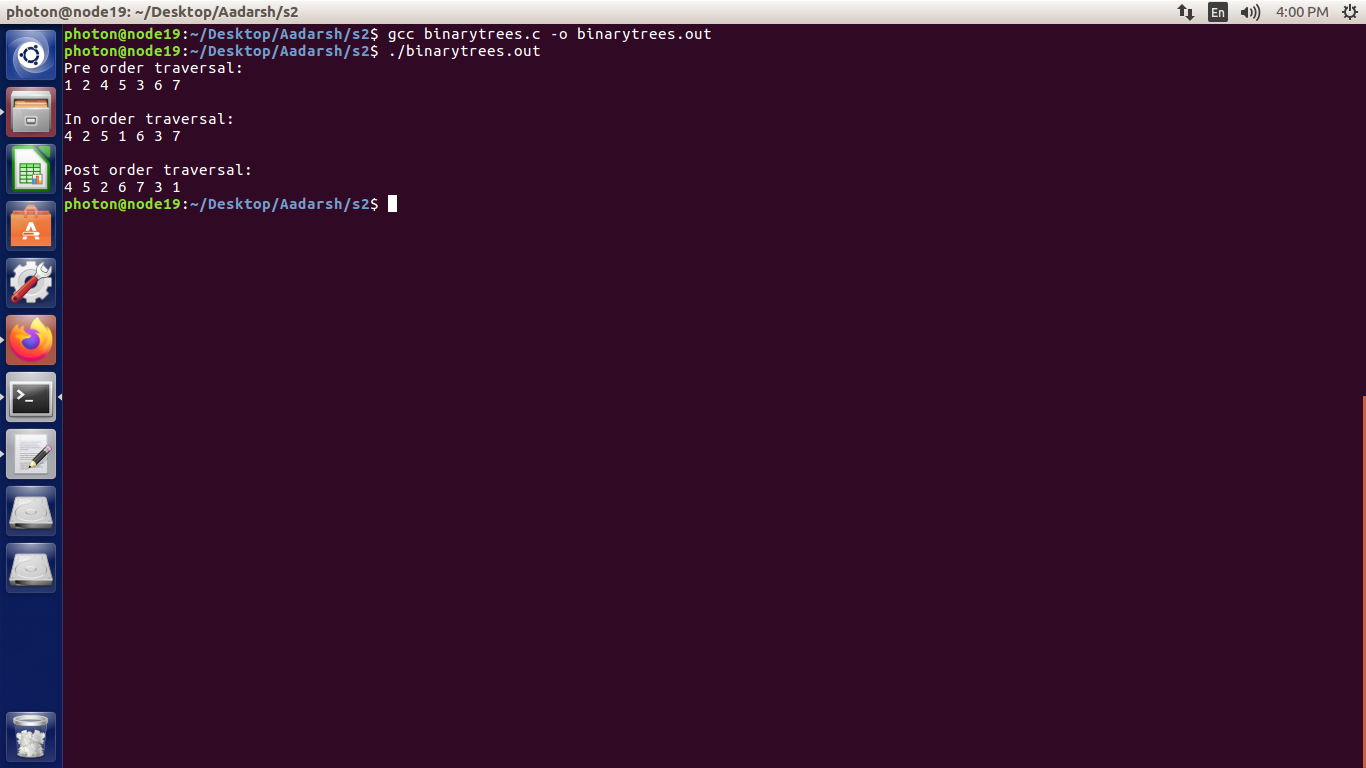 photon@node19: ~/Desktop/Aadarsh/s2
En
4:00 PM
photon@node19:~/Desktop/Aadarsh/s2$ gcc binarytrees.c -o binarytrees.out
photon@node19:~/Desktop/Aadarsh/s2$ ./binarytrees.out
Pre order traversal:
1 2 4 5 3 6 7
In order traversal:
4 2 5 1 6 3 7
Post order traversal:
4 5 2 6 7 3 1
photon@node19:~/Desktop/Aadarsh/s2$